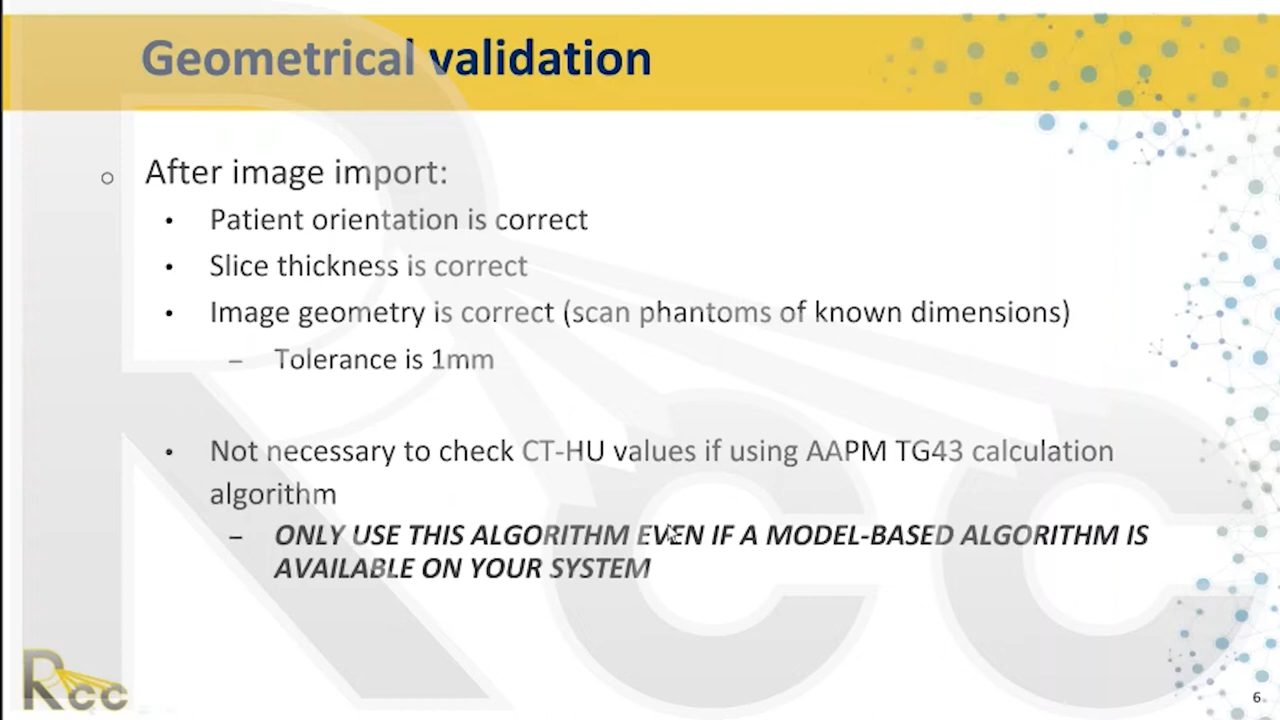 Geometrical validation
○ After image import:
• Patient orientation is correct
• Slice thickness is correct
• Image geometry is correct (scan phantoms of known dimensions)
– Tolerance is 1mm
• Not necessary to check CT-HU values if using AAPM TG43 calculation
algorithm
– ONLY USE THIS ALGORITHM EVEN IF A MODEL-BASED ALGORITHM IS
AVAILABLE ON YOUR SYSTEM
Rcc
6